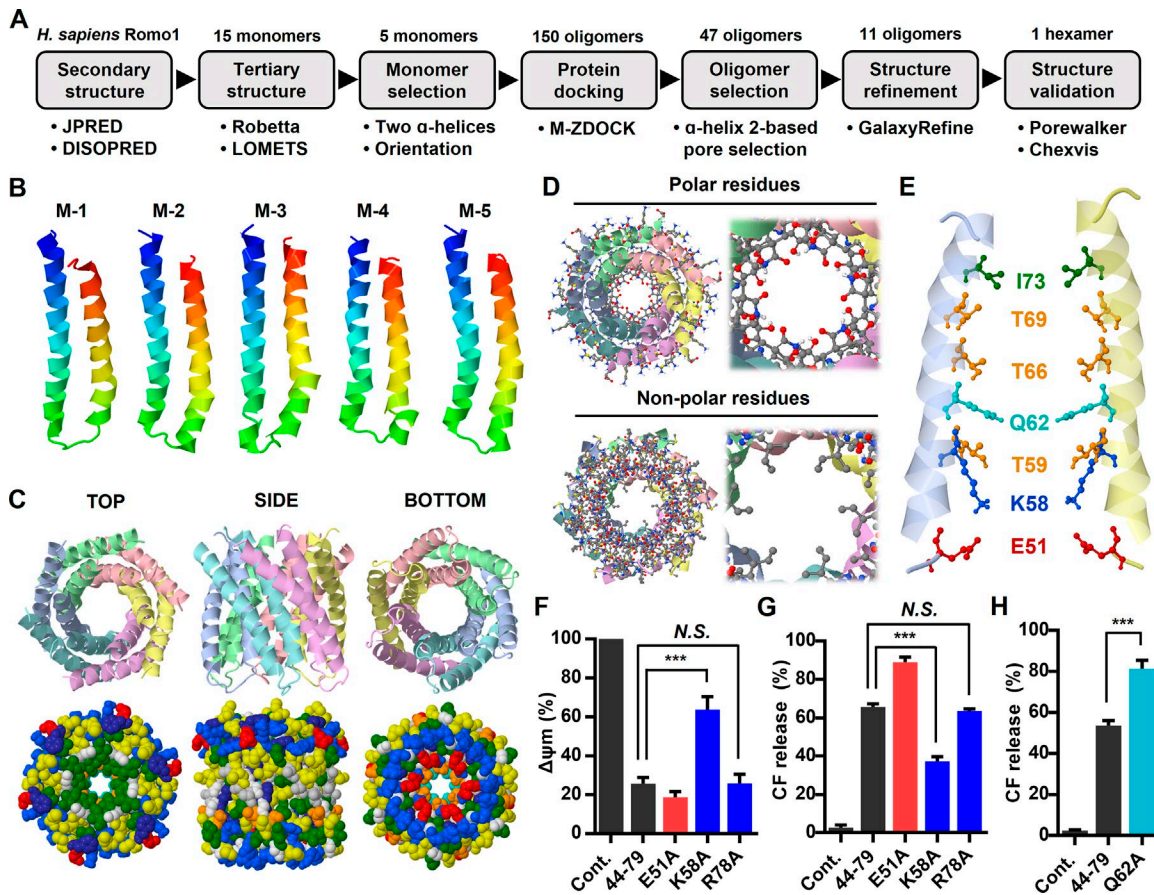 A
H. sapiens Romo1
15 monomers
5 monomers
150 oligomers
47 oligomers
11 oligomers
1 hexamer
Secondary
structure
Tertiary
structure
Monomer
selection
Protein
docking
Oligomer
selection
Structure
refinement
Structure
validation
• JPRED
• DISOPRED
• Robetta
• LOMETS
• Two α-helices
• Orientation
• M-ZDOCK
• α-helix 2-based
pore selection
• GalaxyRefine
• Porewalker
• Chexvis
B
M-1
M-2
M-3
M-4
M-5
C
TOP
SIDE
BOTTOM
D
Polar residues
Non-polar residues
E
I73
T69
T66
Q62
T59
K58
E51
F
Δψm (%)
100
80
60
40
20
0
N.S.
***
Cont.
44-79
E51A
K58A
R78A
G
CF release (%)
100
80
60
40
20
0
N.S.
***
Cont.
44-79
E51A
K58A
R78A
H
CF release (%)
100
80
60
40
20
0
***
Cont.
44-79
Q62A